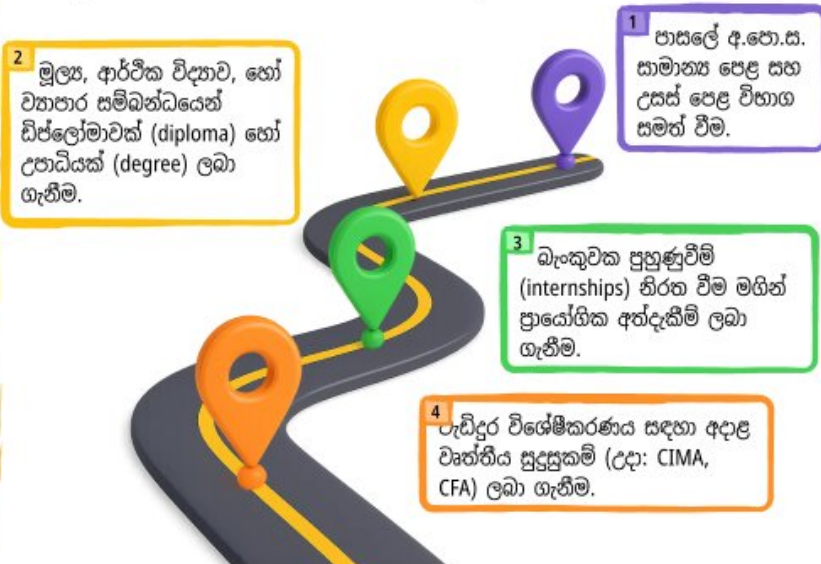 1
පාසලේ අ.පො.ස.
සාමාන්‍ය පෙළ සහ
උසස් පෙළ විභාග
සමත් වීම.
2
මූල්‍ය, ආර්ථික විද්‍යාව, හෝ
ව්‍යාපාර සම්බන්ධයෙන්
ඩිප්ලෝමාවක් (diploma) හෝ
උපාධියක් (degree) ලබා
ගැනීම.
3
බැංකුවක පුහුණුවීම්
(internships) නිරත වීම මගින්
ප්‍රායෝගික අත්දැකීම් ලබා
ගැනීම.
4
වැඩිදුර විශේෂීකරණය සඳහා අදාළ
වෘත්තීය සුදුසුකම් (උදා: CIMA,
CFA) ලබා ගැනීම.